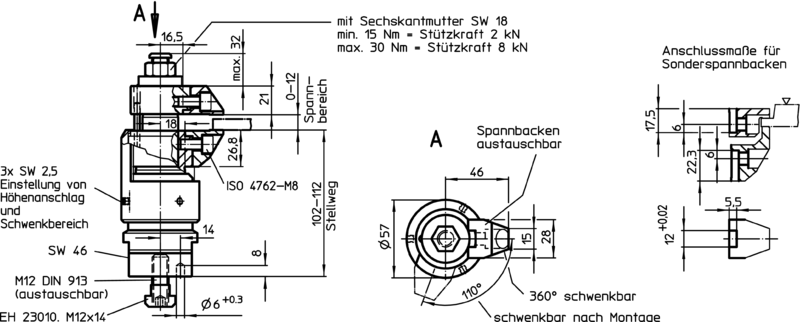 A
16,5
max. 32
mit Sechskantmutter SW 18
min. 15 Nm = Stützkraft 2 kN
max. 30 Nm = Stützkraft 8 kN
21
0-12
Spann-
bereich
18
26,8
ISO 4762-M8
3x SW 2,5
Einstellung von
Höhenanschlag
und
Schwenkbereich
102-112
Stellweg
14
SW 46
8
M12 DIN 913
(austauschbar)
Ø6+0.3
EH 23010. M12x14
A
Spannbacken
austauschbar
46
Ø57
15
28
110°
360° schwenkbar
schwenkbar nach Montage
Anschlussmaße für
Sonderspannbacken
17,5
6
22,3
6
5,5
12+0,02